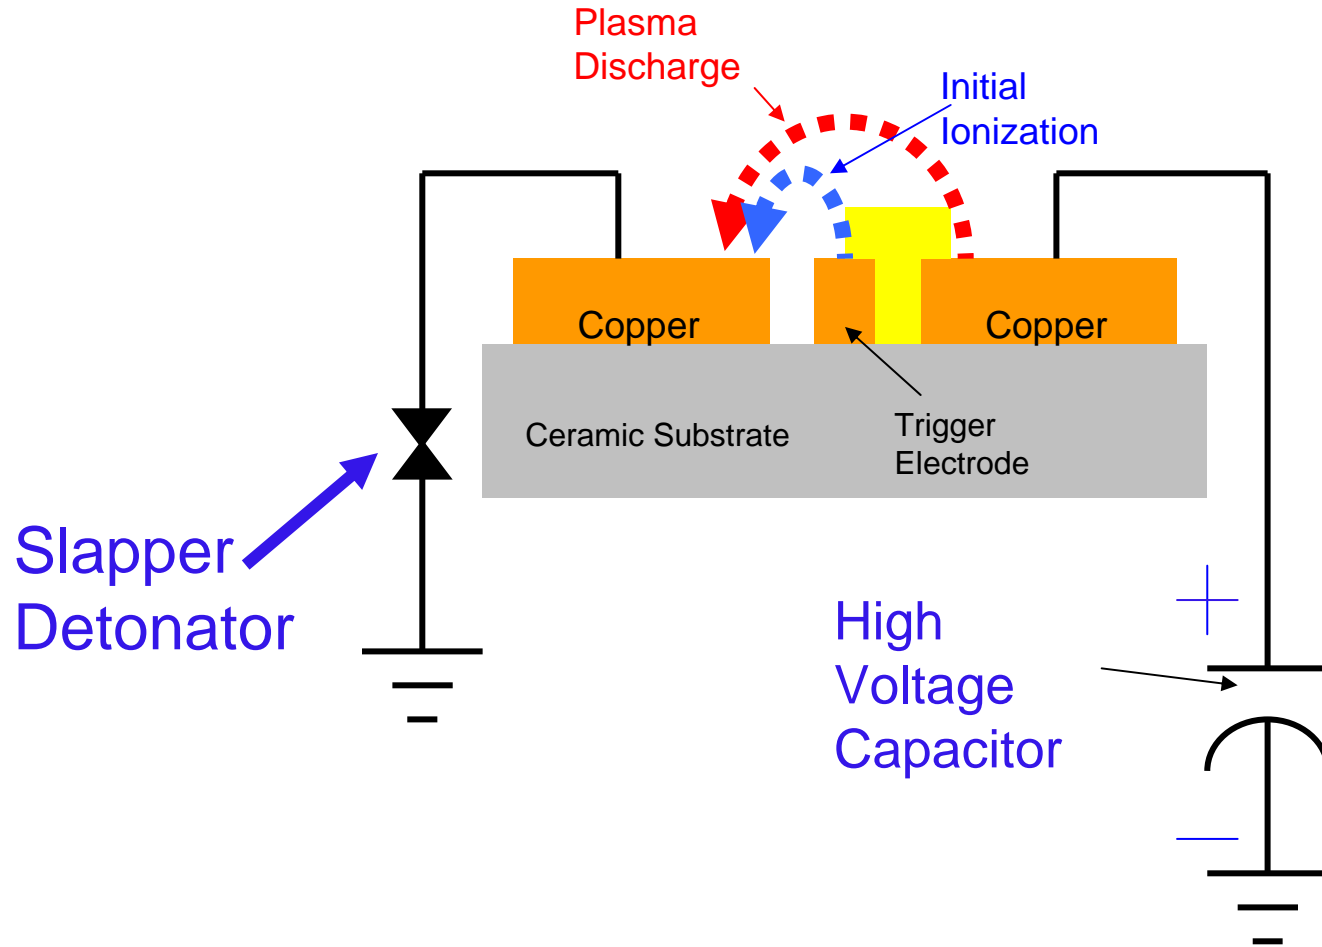 Plasma
Discharge
Initial
Ionization
Copper
Copper
Ceramic Substrate
Trigger
Electrode
Slapper
Detonator
+
High
Voltage
Capacitor
—